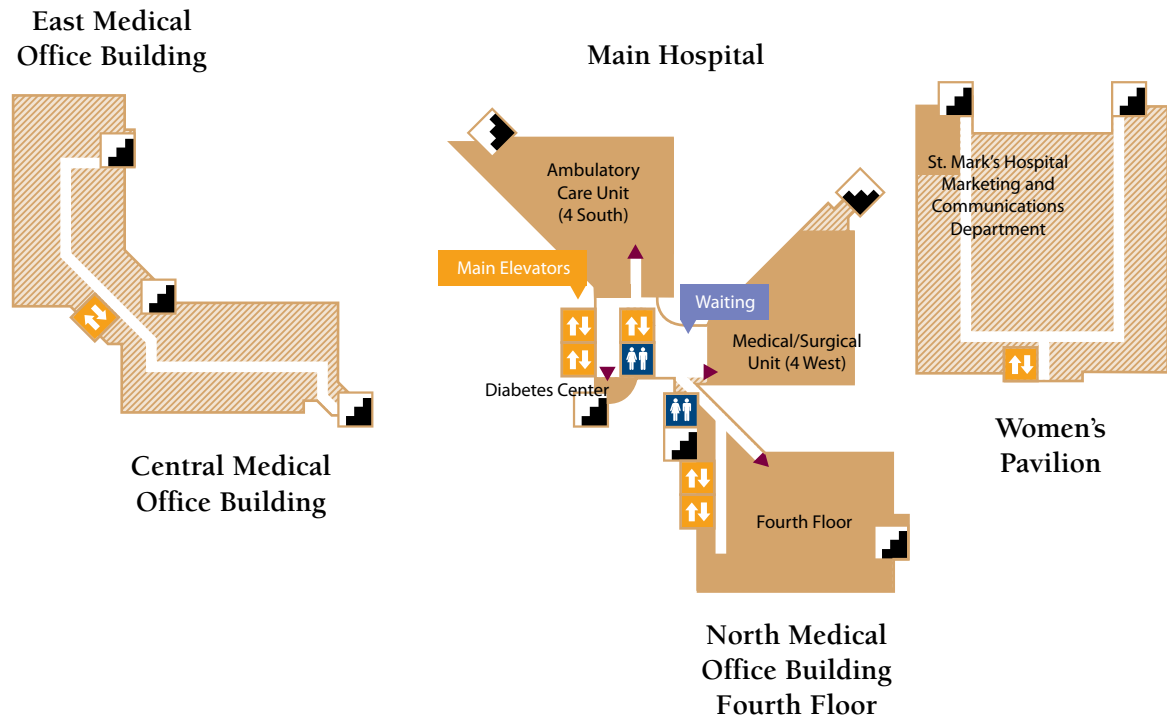 East Medical
Office Building
Main Hospital
Ambulatory
Care Unit
(4 South)
St. Mark's Hospital
Marketing and
Communications
Department
Main Elevators
Waiting
Medical/Surgical
Unit (4 West)
Diabetes Center
Women's
Pavilion
Central Medical
Office Building
Fourth Floor
North Medical
Office Building
Fourth Floor